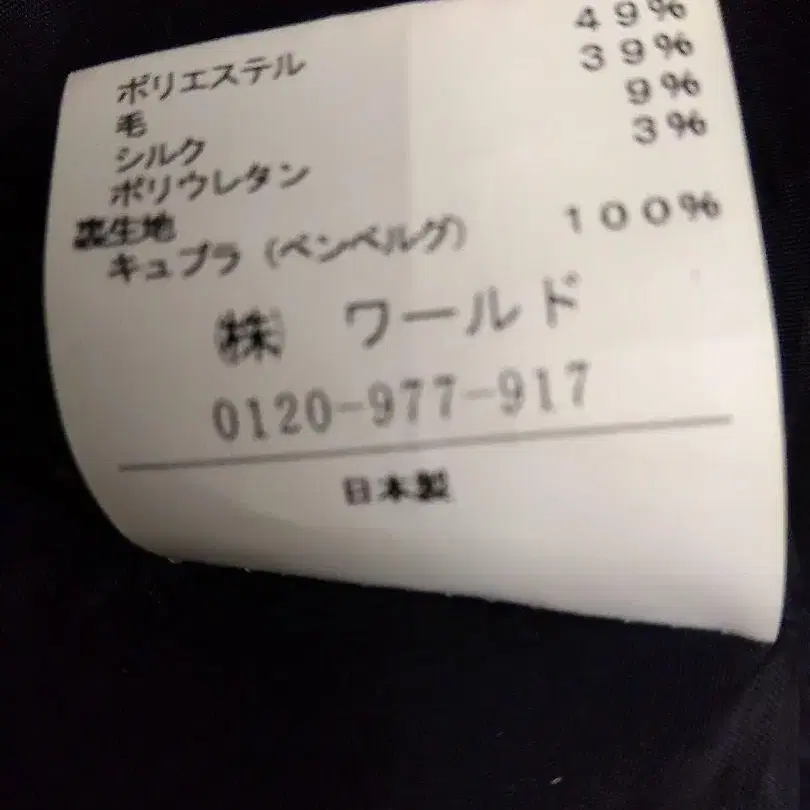 ポリエステル 49%
毛 39%
シルク 9%
ポリウレタン 3%
裏生地
キュプラ（ベンベルグ） 100%
㈱ ワールド
0120-977-917
日本製